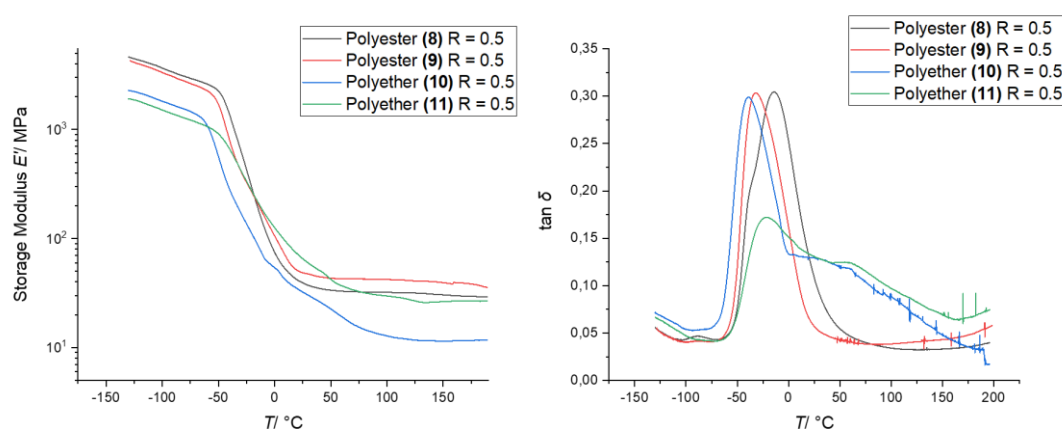 Polyester (8) R = 0.5
Polyester (9) R = 0.5
Polyether (10) R = 0.5
Polyether (11) R = 0.5
Storage Modulus E'/ MPa
10³
10²
10¹
-150 -100 -50 0 50 100 150
T/ °C
Polyester (8) R = 0.5
Polyester (9) R = 0.5
Polyether (10) R = 0.5
Polyether (11) R = 0.5
tan δ
0,35
0,30
0,25
0,20
0,15
0,10
0,05
0,00
-150 -100 -50 0 50 100 150 200
T/ °C